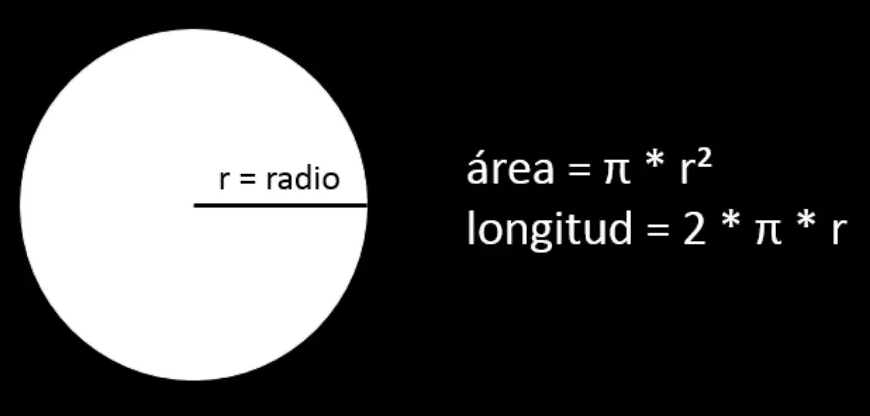 r = radio
área = π * r²
longitud = 2 * π * r